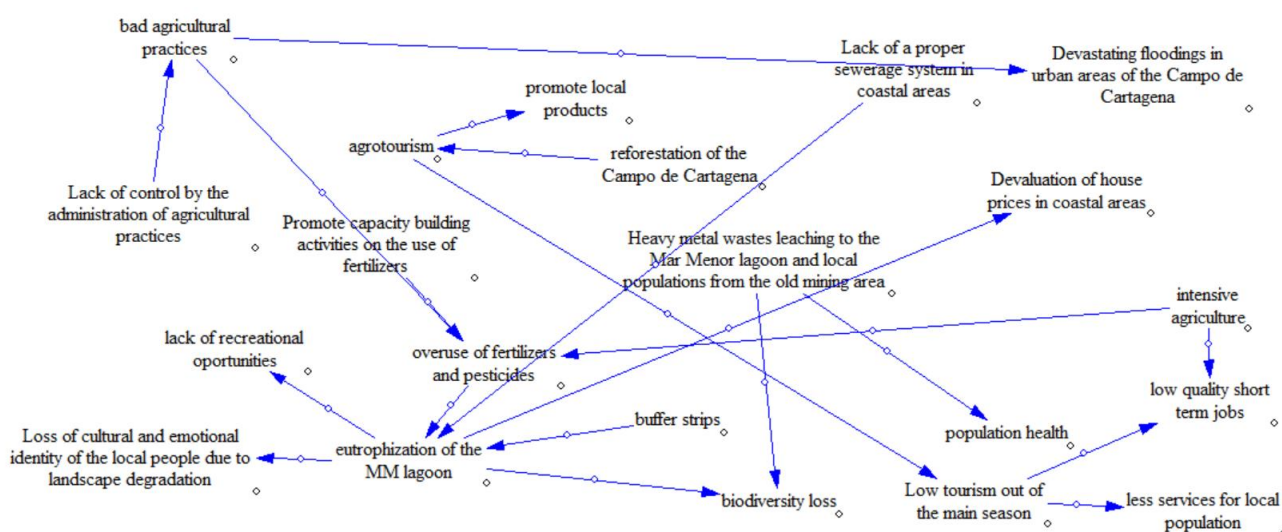 bad agricultural
practices
Lack of a proper
sewerage system in
coastal areas
Devastating floodings in
urban areas of the Campo de
Cartagena
promote local
products
agrotourism
reforestation of the
Campo de Cartagena
Lack of control by the
administration of agricultural
practices
Devaluation of house
prices in coastal areas
Promote capacity building
activities on the use of
fertilizers
Heavy metal wastes leaching to the
Mar Menor lagoon and local
populations from the old mining area
intensive
agriculture
lack of recreational
oportunities
overuse of fertilizers
and pesticides
low quality short
term jobs
buffer strips
population health
Loss of cultural and emotional
identity of the local people due to
landscape degradation
eutrophization of the
MM lagoon
biodiversity loss
Low tourism out of
the main season
less services for local
population